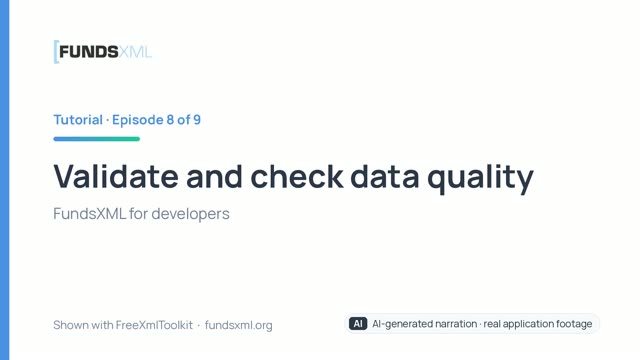 [FUNDSXML
Tutorial · Episode 8 of 9
Validate and check data quality
FundsXML for developers
Shown with FreeXmlToolkit · fundsxml.org
AI AI-generated narration · real application footage